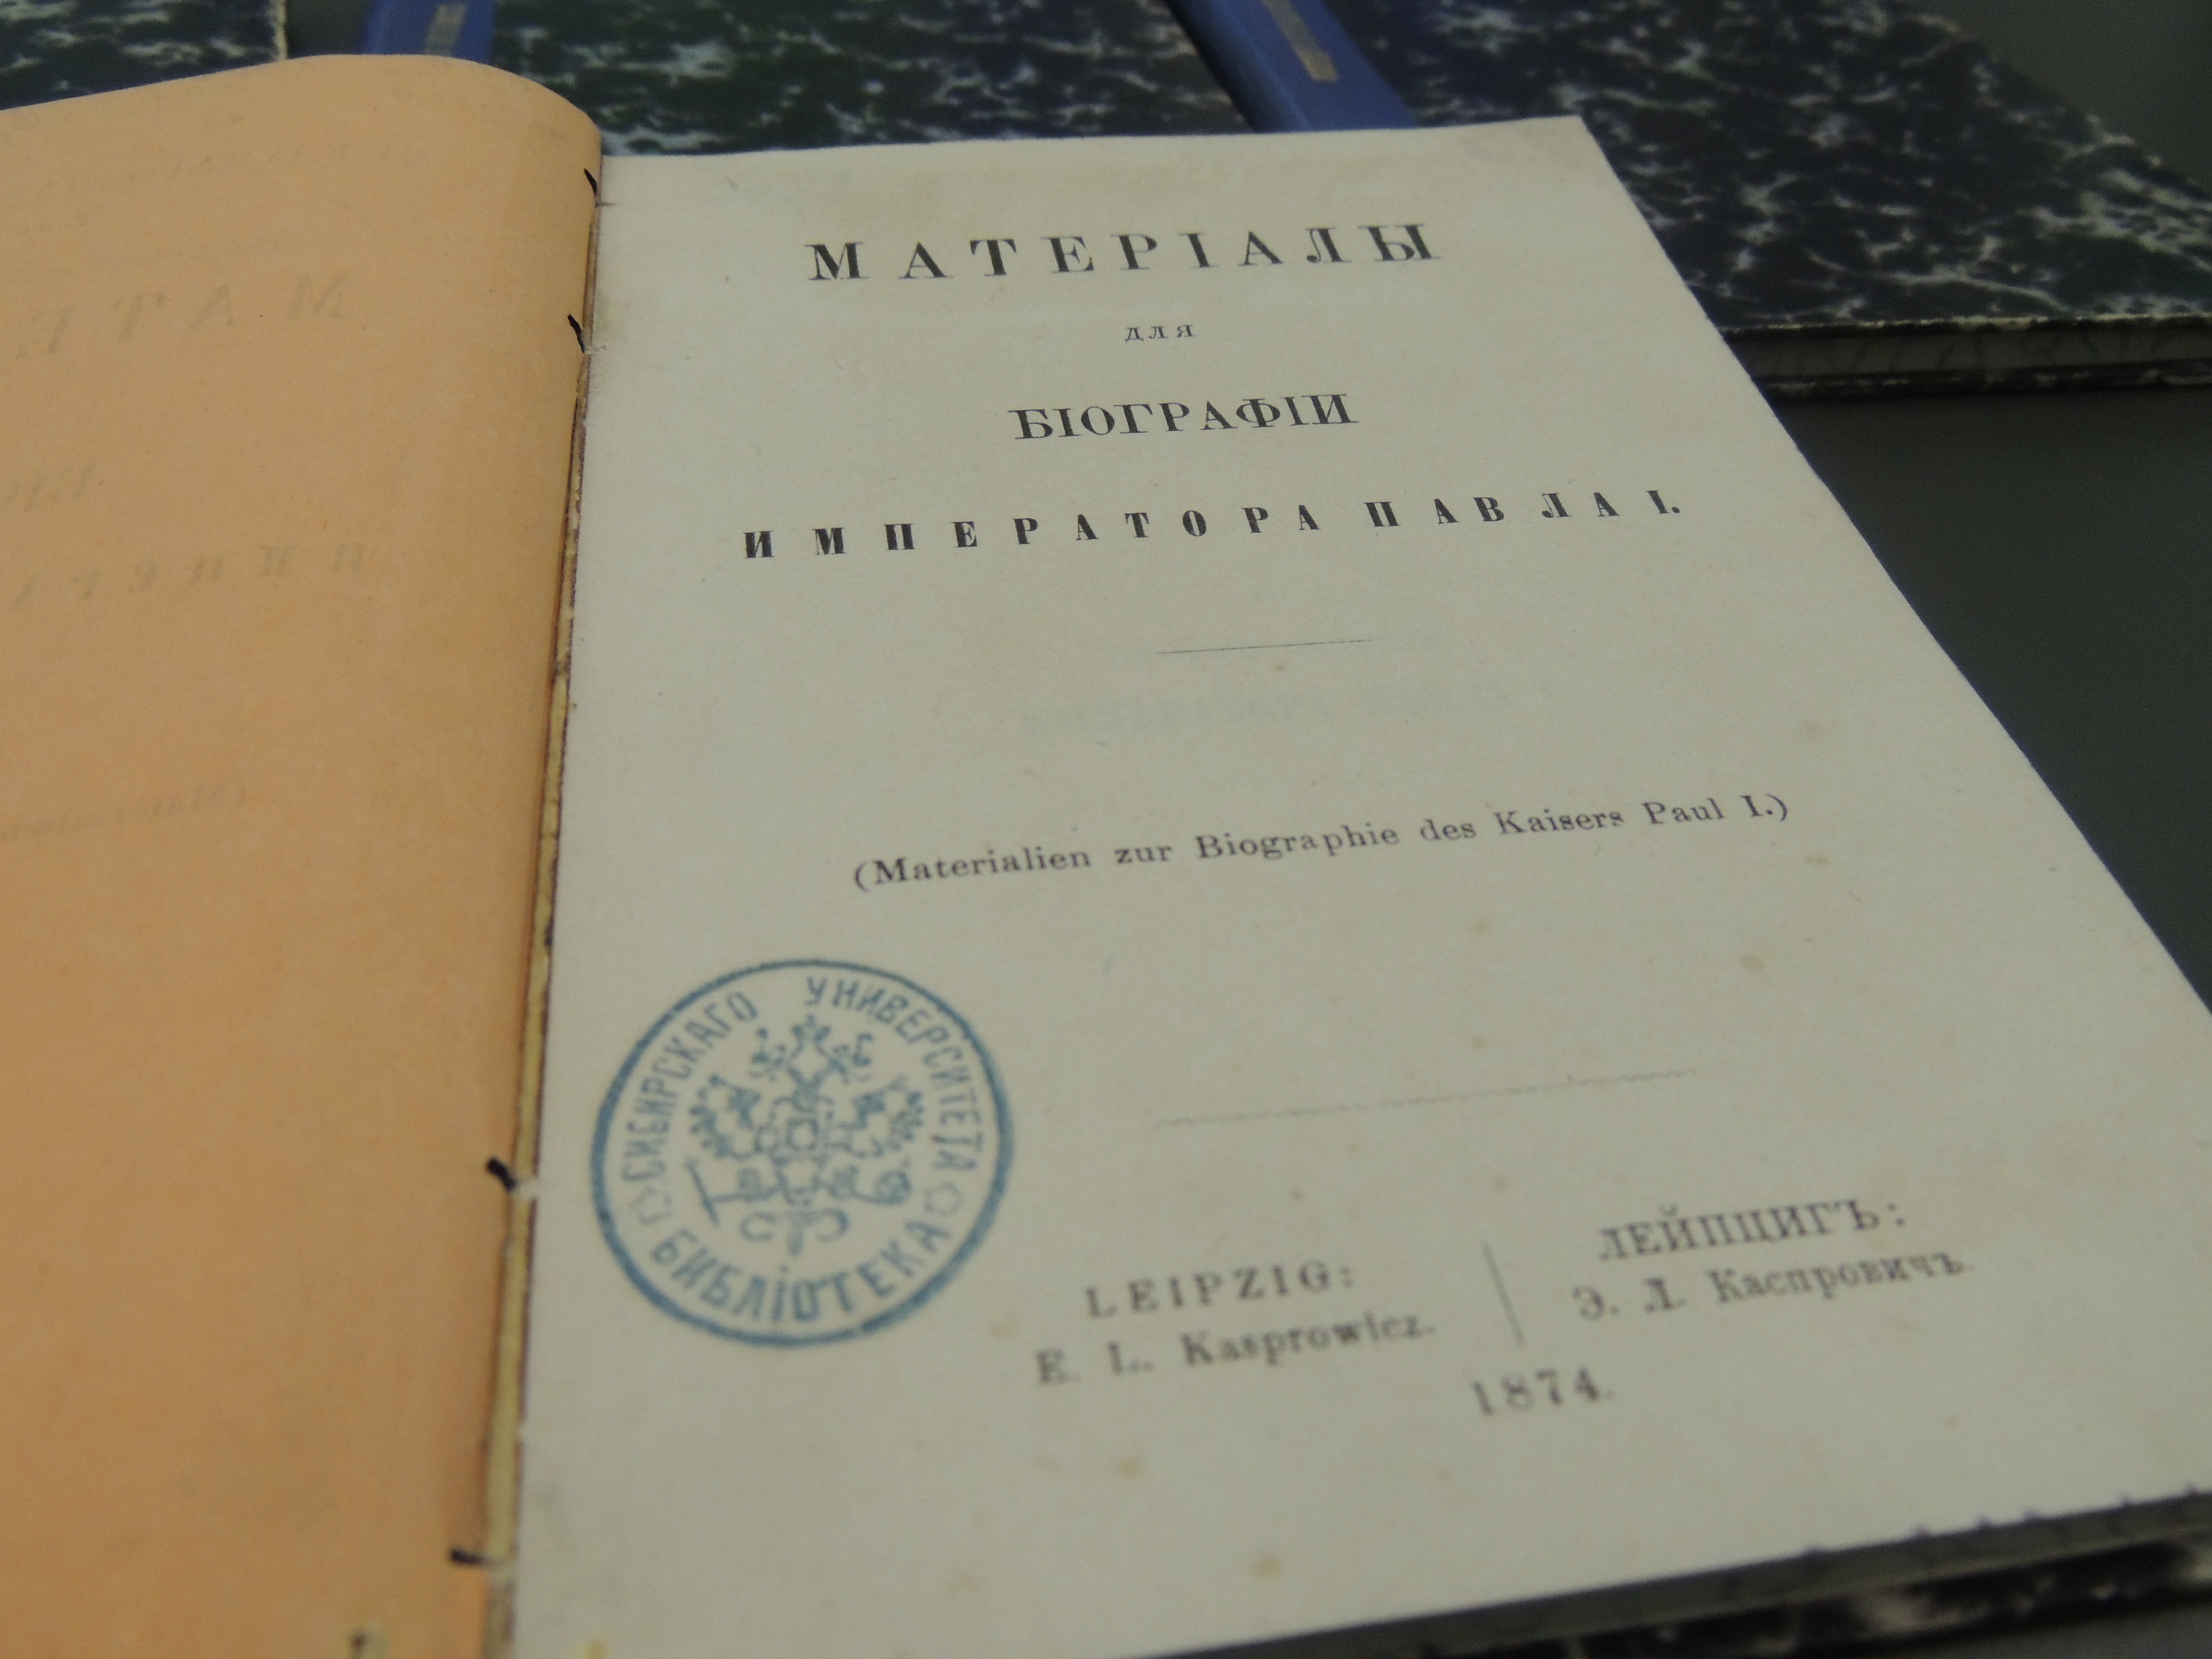 МАТЕРІАЛЫ
для
БІОГРАФІИ
ИМПЕРАТОРА ПАВЛА I.
(Materialien zur Biographie des Kaisers Paul I.)
СИБИРСКАГО УНИВЕРСИТЕТА
БИБЛІОТЕКА
LEIPZIG:
E. L. Kasprowicz.
ЛЕЙПЦИГЪ:
Э. Л. Каспровичъ.
1874.